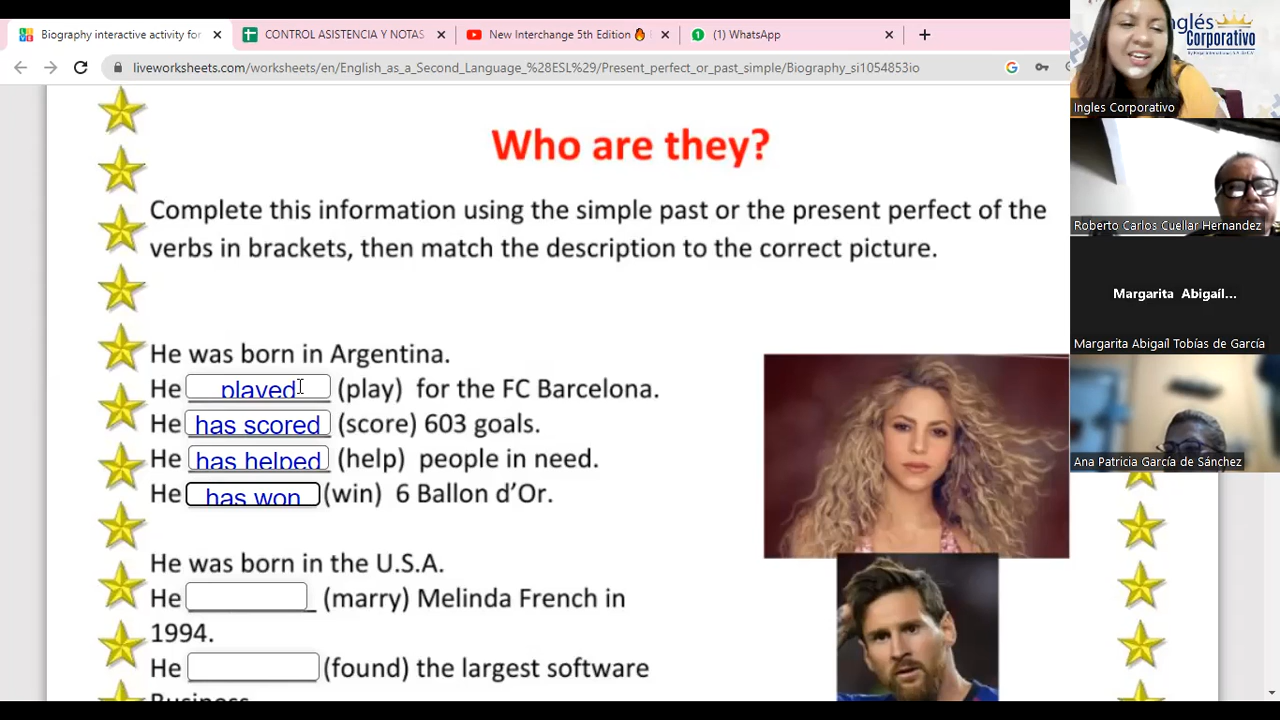 Biography interactive activity for
CONTROL ASISTENCIA Y NOTAS
New Interchange 5th Edition
(1) WhatsApp
liveworksheets.com/worksheets/en/English_as_a_Second_Language_%28ESL%29/Present_perfect_or_past_simple/Biography_si1054853io
Who are they?
Complete this information using the simple past or the present perfect of the
verbs in brackets, then match the description to the correct picture.
He was born in Argentina.
He played (play) for the FC Barcelona.
He has scored (score) 603 goals.
He has helped (help) people in need.
He has won (win) 6 Ballon d'Or.
He was born in the U.S.A.
He (marry) Melinda French in
1994.
He (found) the largest software
Business
Inglés
Corporativo
Ingles Corporativo
Roberto Carlos Cuellar Hernandez
Margarita Abigaíl...
Margarita Abigaíl Tobías de García
Ana Patricia García de Sánchez